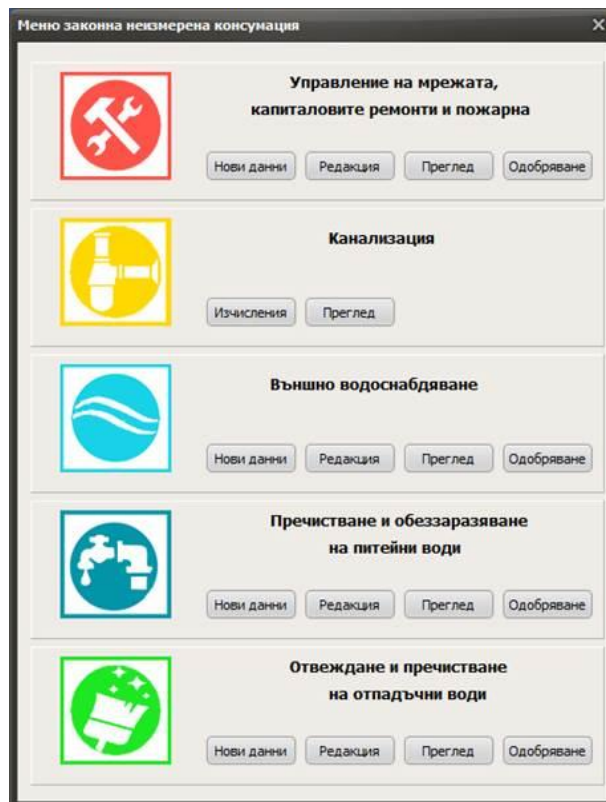 Меню законна неизмерена консумация
Управление на мрежата,
капиталовите ремонти и пожарна
Нови данни Редакция Преглед Одобряване
Канализация
Изчисления Преглед
Външно водоснабдяване
Нови данни Редакция Преглед Одобряване
Пречистване и обеззаразяване
на питейни води
Нови данни Редакция Преглед Одобряване
Отвеждане и пречистване
на отпадъчни води
Нови данни Редакция Преглед Одобряване